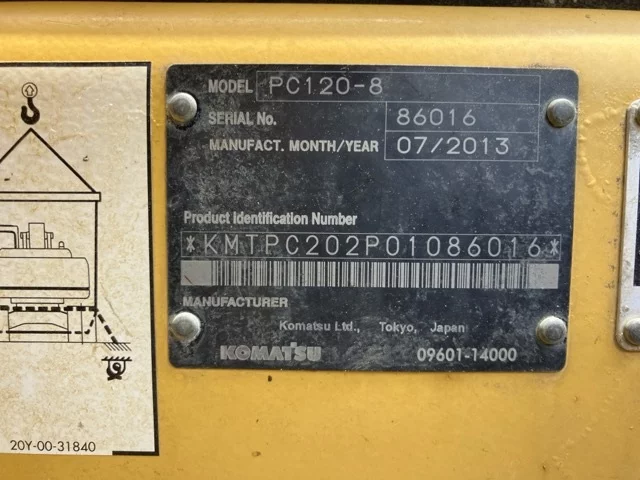 MODEL PC120-8
SERIAL No. 86016
MANUFACT. MONTH/YEAR 07/2013
Product Identification Number
*KMTPC202P01086016*
MANUFACTURER
Komatsu Ltd., Tokyo, Japan
KOMATSU 09601-14000
20Y-00-31840